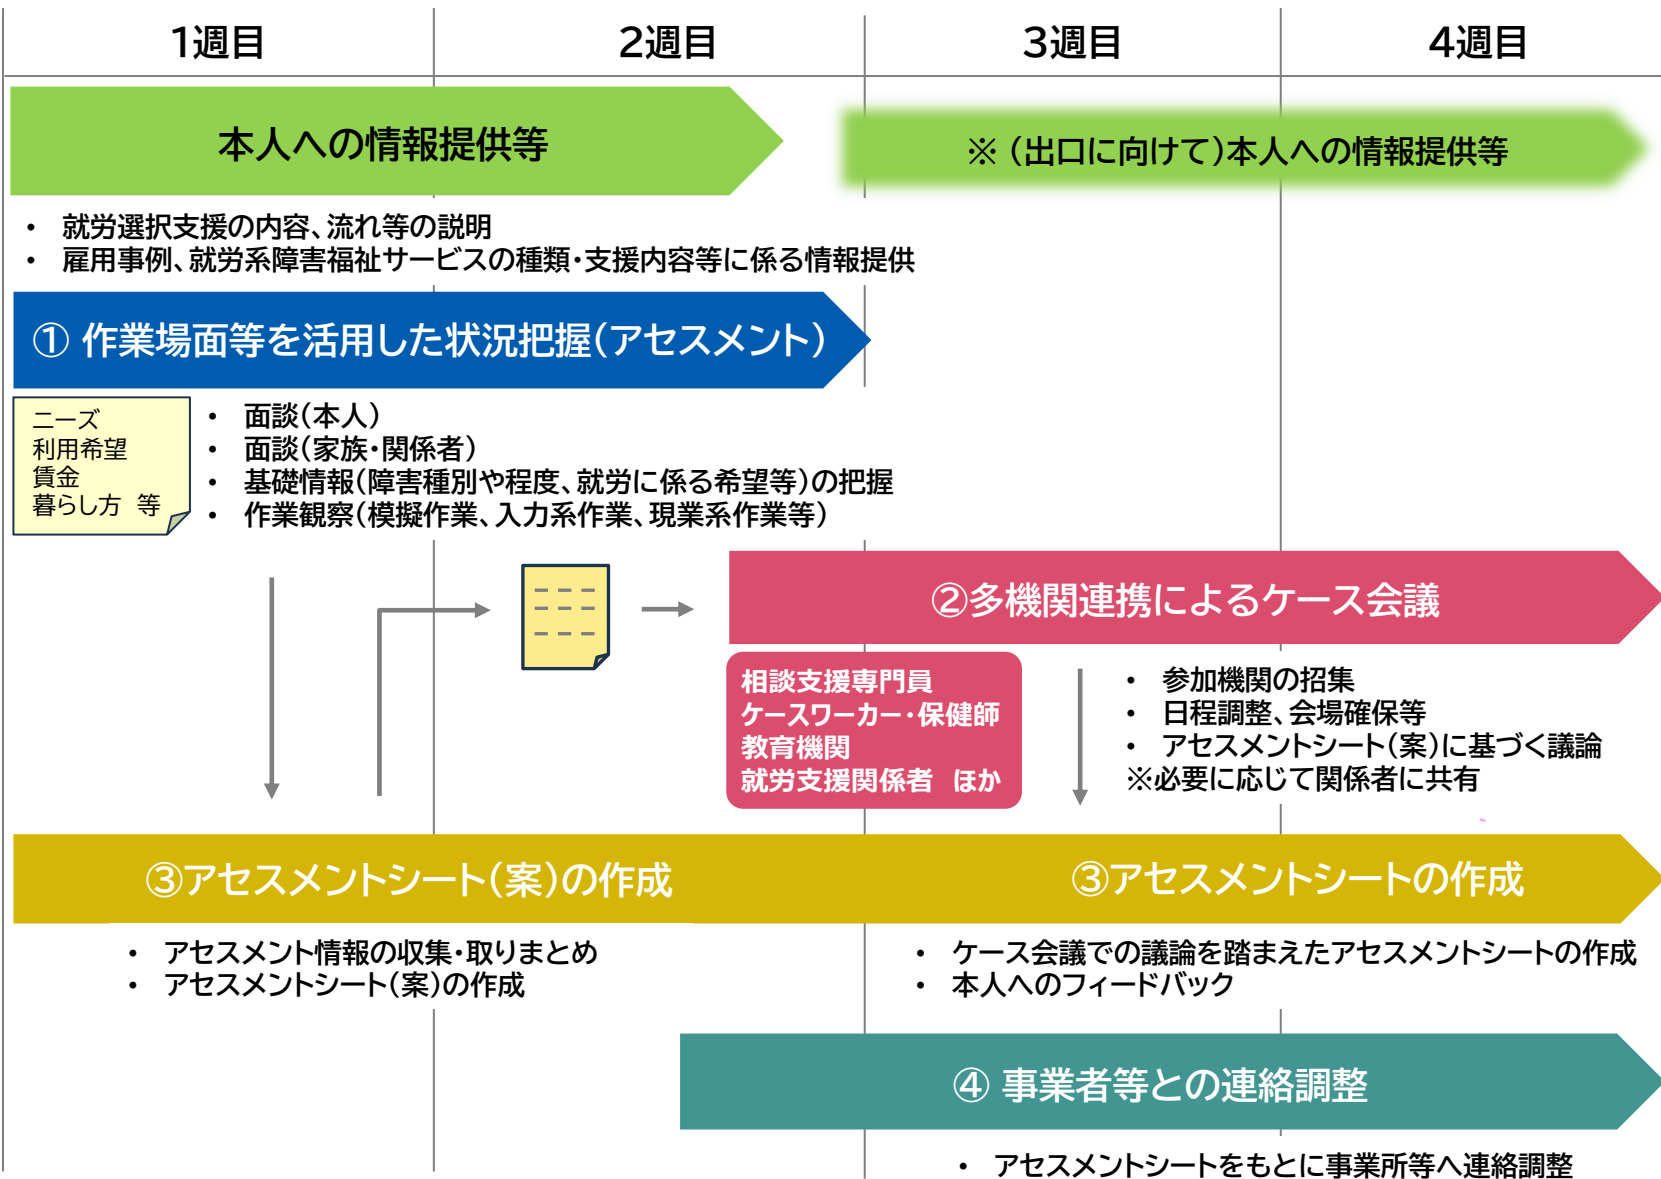 1週目
2週目
3週目
4週目
本人への情報提供等
※（出口に向けて）本人への情報提供等
• 就労選択支援の内容、流れ等の説明
• 雇用事例、就労系障害福祉サービスの種類・支援内容等に係る情報提供
① 作業場面等を活用した状況把握（アセスメント）
ニーズ
利用希望
賃金
暮らし方　等
• 面談（本人）
• 面談（家族・関係者）
• 基礎情報（障害種別や程度、就労に係る希望等）の把握
• 作業観察（模擬作業、入力系作業、現業系作業等）
②多機関連携によるケース会議
相談支援専門員
ケースワーカー・保健師
教育機関
就労支援関係者　ほか
• 参加機関の招集
• 日程調整、会場確保等
• アセスメントシート（案）に基づく議論
※必要に応じて関係者に共有
③アセスメントシート（案）の作成
③アセスメントシートの作成
• アセスメント情報の収集・取りまとめ
• アセスメントシート（案）の作成
• ケース会議での議論を踏まえたアセスメントシートの作成
• 本人へのフィードバック
④ 事業者等との連絡調整
• アセスメントシートをもとに事業所等へ連絡調整